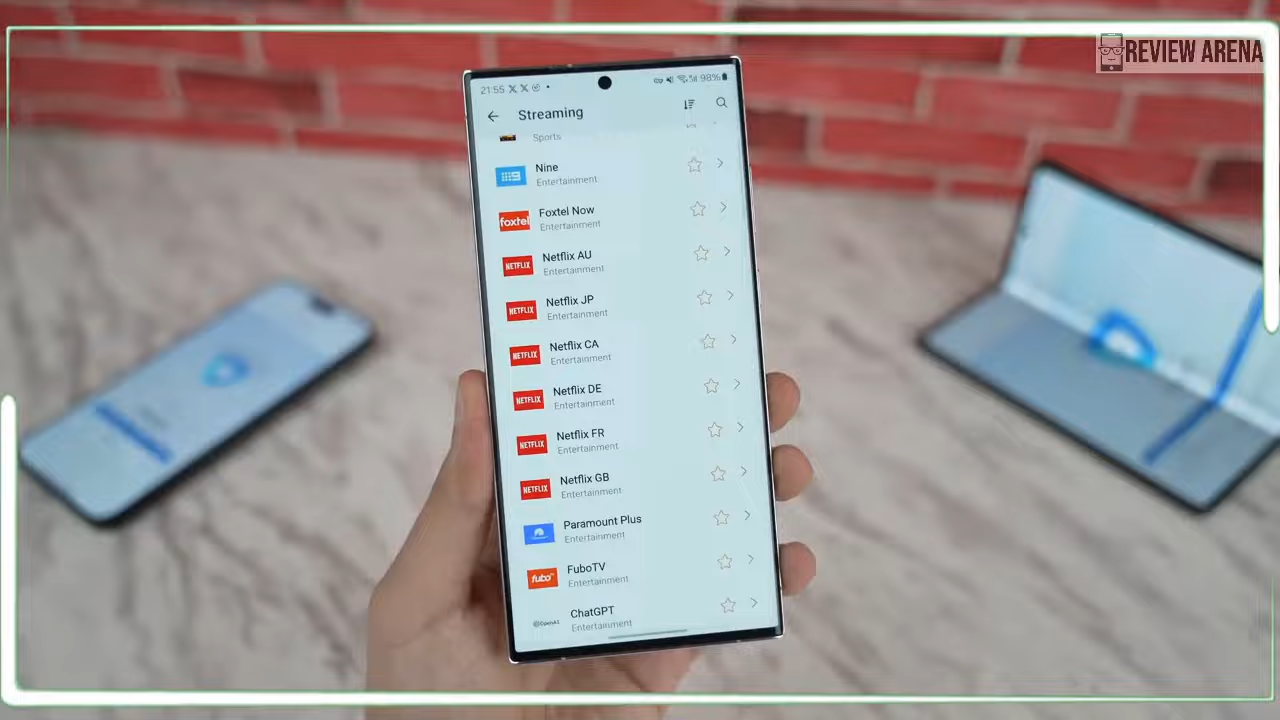 REVIEW ARENA
21:55 98%
Streaming
Sports
Nine
Entertainment
foxtel
Foxtel Now
Entertainment
NETFLIX
Netflix AU
Entertainment
NETFLIX
Netflix JP
Entertainment
NETFLIX
Netflix CA
Entertainment
NETFLIX
Netflix DE
Entertainment
NETFLIX
Netflix FR
Entertainment
NETFLIX
Netflix GB
Entertainment
Paramount Plus
Entertainment
fubo
FuboTV
Entertainment
OpenAI
ChatGPT
Entertainment